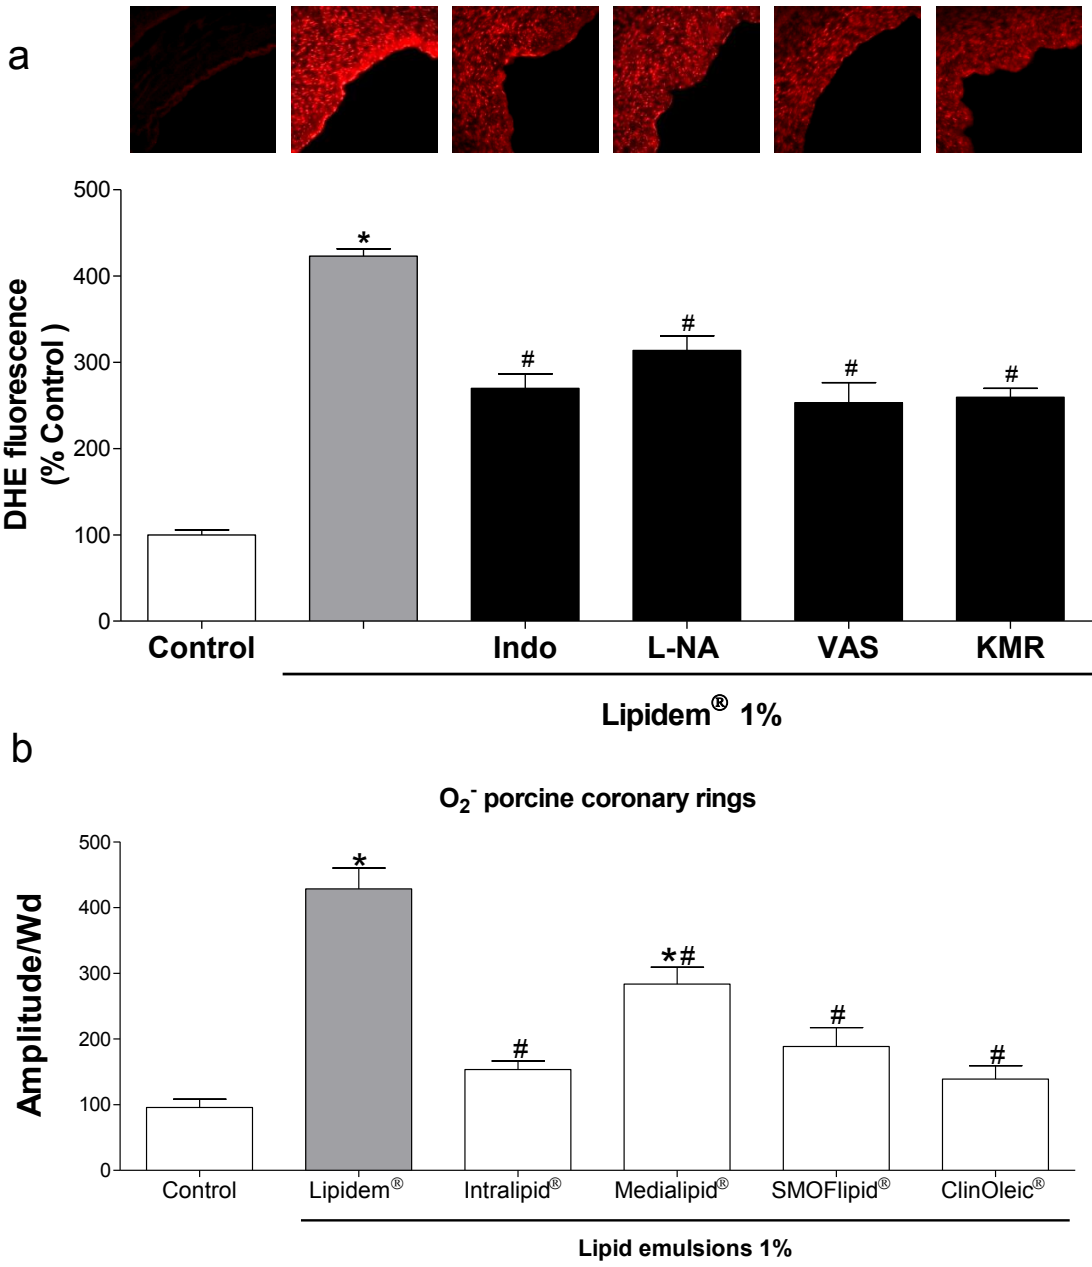 a
500
400
300
200
100
0
DHE fluorescence
(% Control )
*
#
#
#
#
Control Indo L-NA VAS KMR
Lipidem® 1%
b
O₂⁻ porcine coronary rings
500
400
300
200
100
0
Amplitude/Wd
*
#
*#
#
#
Control Lipidem® Intralipid® Medialipid® SMOFlipid® ClinOleic®
Lipid emulsions 1%